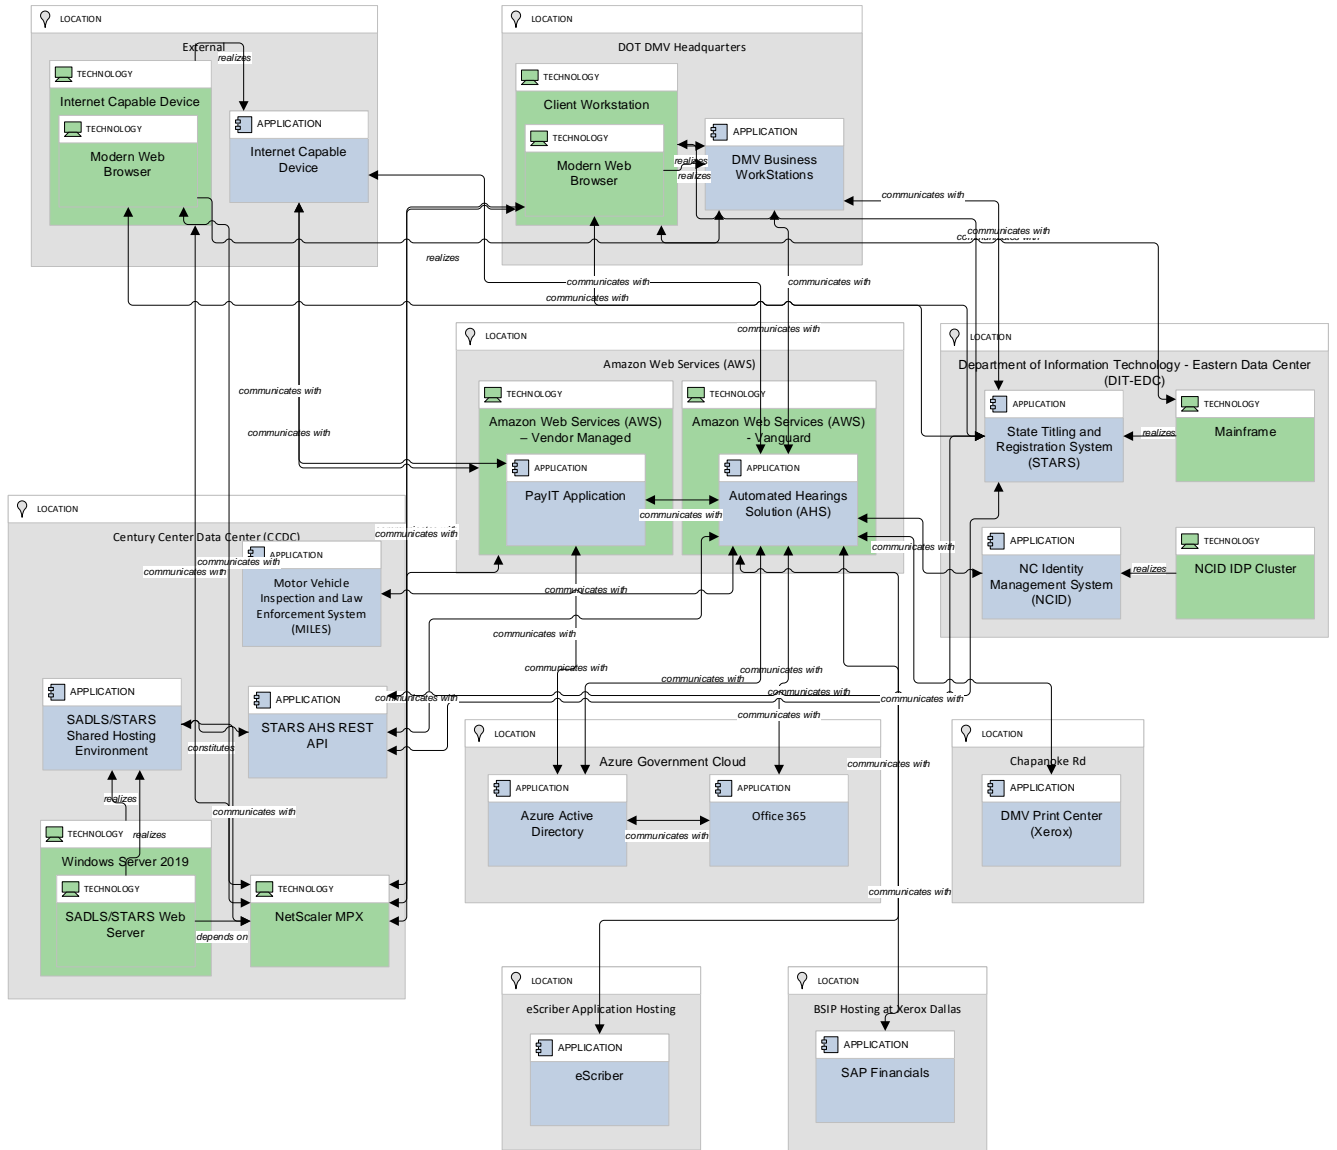 LOCATION
External
realizes
TECHNOLOGY
Internet Capable Device
TECHNOLOGY
Modern Web
Browser
APPLICATION
Internet Capable
Device
LOCATION
DOT DMV Headquarters
TECHNOLOGY
Client Workstation
TECHNOLOGY
Modern Web
Browser
realizes
realizes
APPLICATION
DMV Business
WorkStations
communicates with
communicates with
communicates with
realizes
communicates with
communicates with
communicates with
communicates with
communicates with
communicates with
LOCATION
Amazon Web Services (AWS)
TECHNOLOGY
Amazon Web Services (AWS)
– Vendor Managed
APPLICATION
PayIT Application
TECHNOLOGY
Amazon Web Services (AWS)
- Vanguard
APPLICATION
Automated Hearings
Solution (AHS)
communicates with
communicates with
LOCATION
Department of Information Technology - Eastern Data Center
(DIT-EDC)
APPLICATION
State Titling and
Registration System
(STARS)
realizes
TECHNOLOGY
Mainframe
APPLICATION
NC Identity
Management System
(NCID)
realizes
TECHNOLOGY
NCID IDP Cluster
LOCATION
Century Center Data Center (CCDC)
communicates with
communicates with
communicates with
APPLICATION
Motor Vehicle
Inspection and Law
Enforcement System
(MILES)
communicates with
communicates with
communicates with
communicates with
communicates with
communicates with
communicates with
communicates with
communicates with
APPLICATION
SADLS/STARS
Shared Hosting
Environment
constitutes
APPLICATION
STARS AHS REST
API
realizes
realizes
communicates with
TECHNOLOGY
Windows Server 2019
TECHNOLOGY
SADLS/STARS Web
Server
depends on
TECHNOLOGY
NetScaler MPX
LOCATION
Azure Government Cloud
APPLICATION
Azure Active
Directory
communicates with
APPLICATION
Office 365
communicates with
communicates with
LOCATION
Chapanoke Rd
APPLICATION
DMV Print Center
(Xerox)
LOCATION
eScriber Application Hosting
APPLICATION
eScriber
LOCATION
BSIP Hosting at Xerox Dallas
APPLICATION
SAP Financials